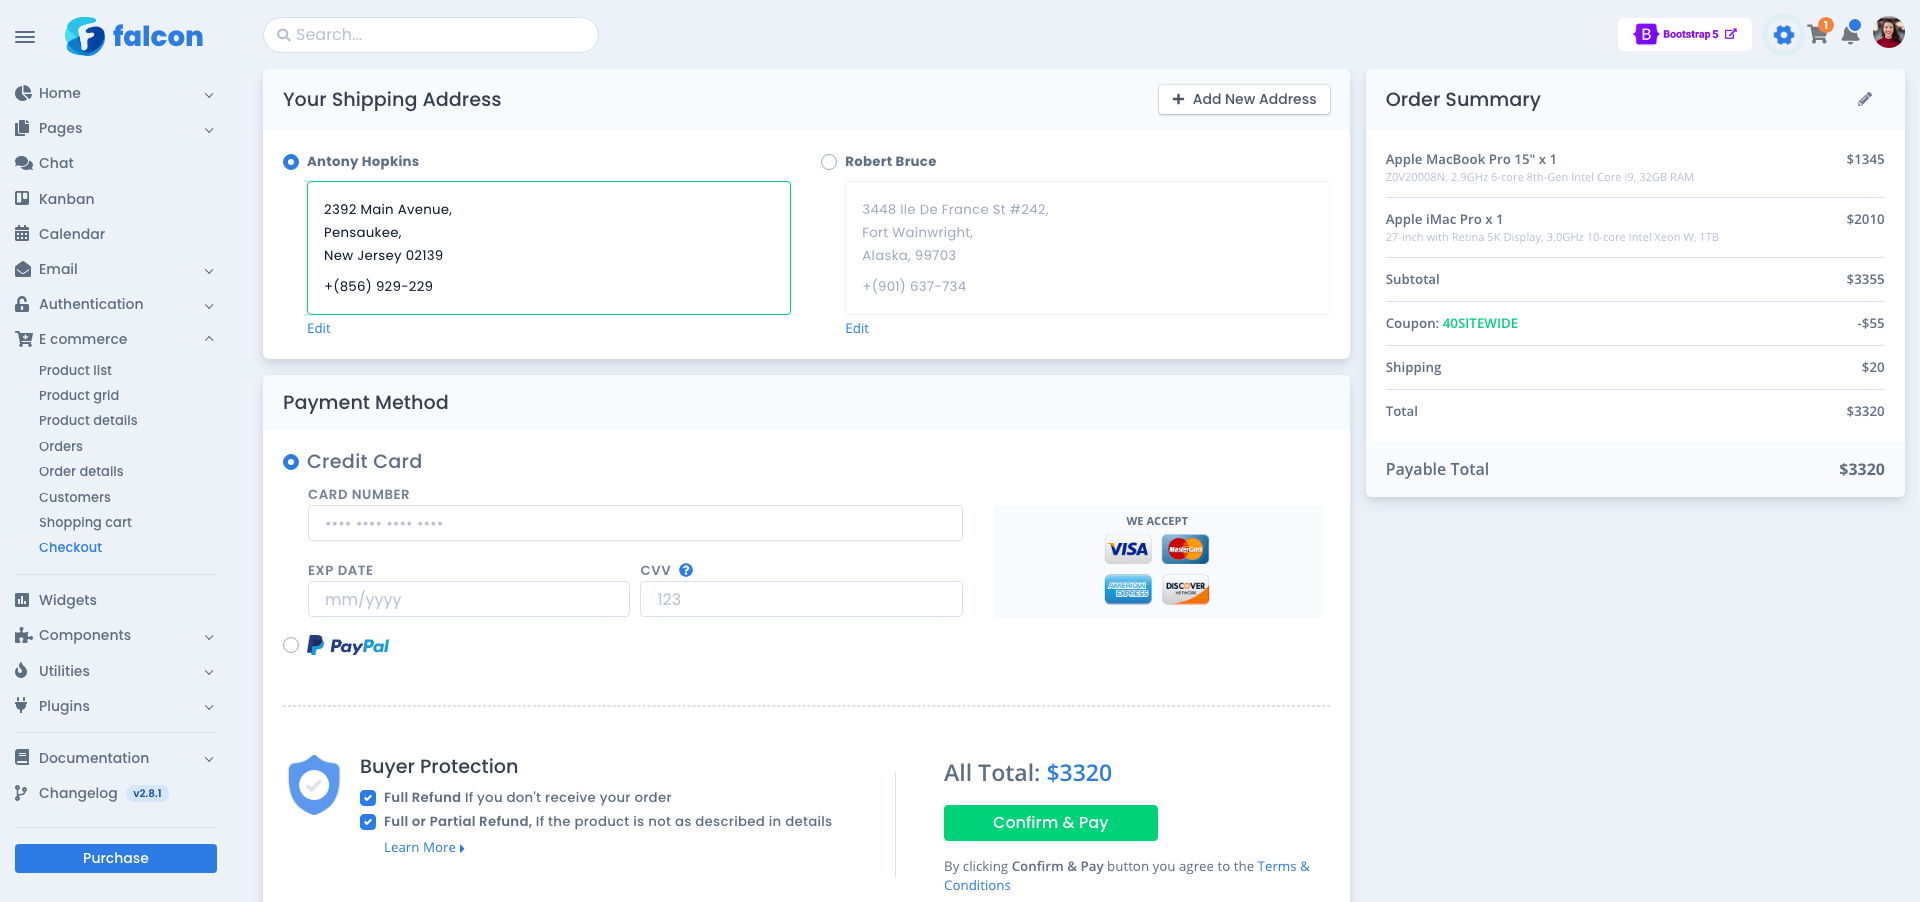 falcon
Search...
B Bootstrap 5
1
Home
Pages
Chat
Kanban
Calendar
Email
Authentication
E commerce
Product list
Product grid
Product details
Orders
Order details
Customers
Shopping cart
Checkout
Widgets
Components
Utilities
Plugins
Documentation
Changelog v2.8.1
Purchase
Your Shipping Address
Add New Address
Antony Hopkins
2392 Main Avenue,
Pensaukee,
New Jersey 02139
+(856) 929-229
Edit
Robert Bruce
3448 Ile De France St #242,
Fort Wainwright,
Alaska, 99703
+(901) 637-734
Edit
Payment Method
Credit Card
CARD NUMBER
•••• •••• •••• ••••
EXP DATE
mm/yyyy
CVV ?
123
WE ACCEPT
VISA
MasterCard
AMERICAN EXPRESS
DISCOVER
NETWORK
PayPal
Buyer Protection
Full Refund If you don't receive your order
Full or Partial Refund, If the product is not as described in details
Learn More
All Total: $3320
Confirm & Pay
By clicking Confirm & Pay button you agree to the Terms &
Conditions
Order Summary
Apple MacBook Pro 15" x 1 $1345
Z0V20008N: 2.9GHz 6-core 8th-Gen Intel Core i9, 32GB RAM
Apple iMac Pro x 1 $2010
27-inch with Retina 5K Display, 3.0GHz 10-core Intel Xeon W, 1TB
Subtotal $3355
Coupon: 40SITEWIDE -$55
Shipping $20
Total $3320
Payable Total $3320